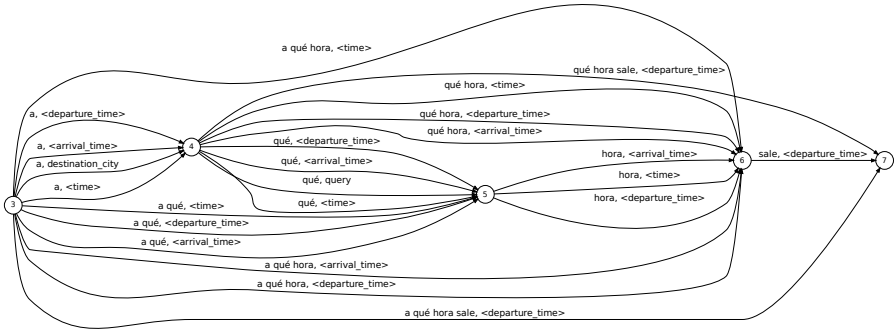 a qué hora, <time>
qué hora sale, <departure_time>
qué hora, <time>
a, <departure_time>
qué hora, <departure_time>
qué hora, <arrival_time>
a, <arrival_time>
4
qué, <departure_time>
hora, <arrival_time>
sale, <departure_time>
6
7
a, destination_city
qué, <arrival_time>
hora, <time>
a, <time>
qué, query
5
hora, <departure_time>
3
a qué, <time>
qué, <time>
a qué, <departure_time>
a qué, <arrival_time>
a qué hora, <arrival_time>
a qué hora, <departure_time>
a qué hora sale, <departure_time>